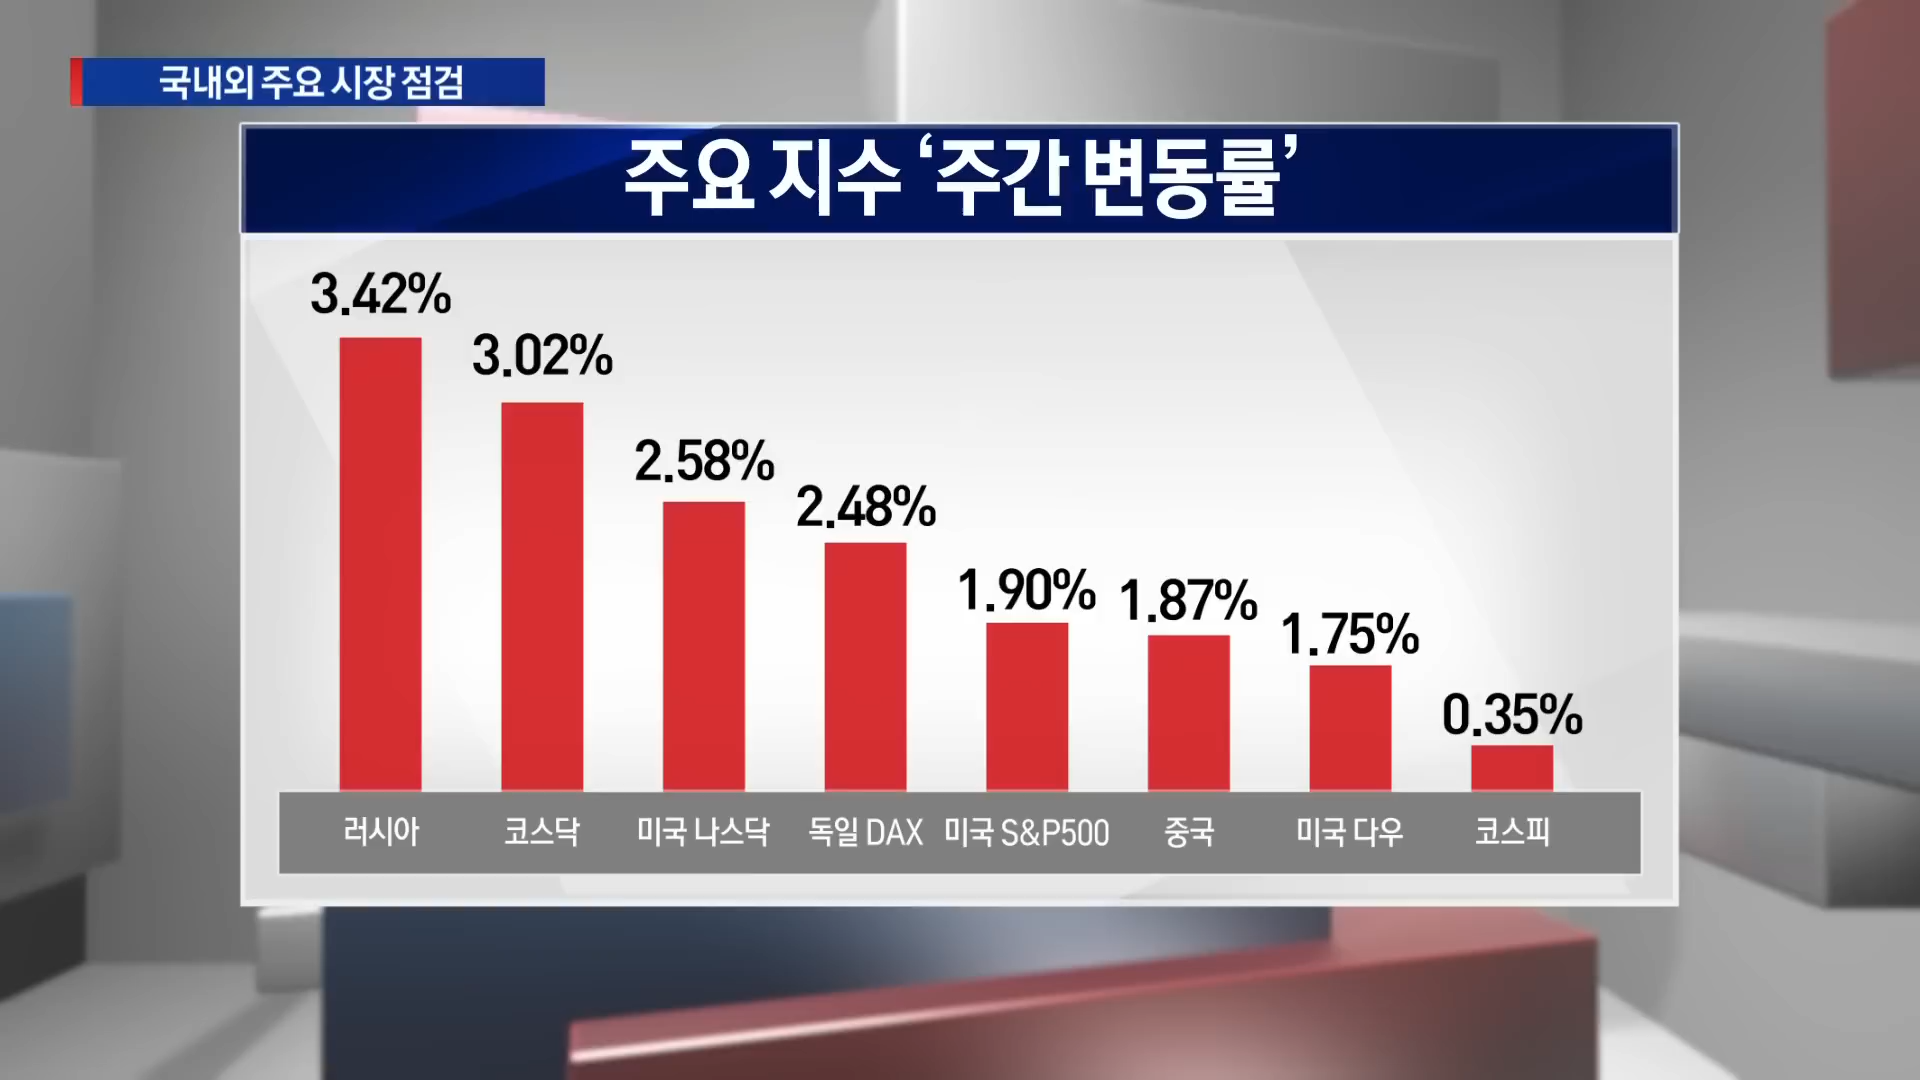 국내외 주요 시장 점검
주요 지수 ‘주간 변동률’
3.42%
3.02%
2.58%
2.48%
1.90%
1.87%
1.75%
0.35%
러시아
코스닥
미국 나스닥
독일 DAX
미국 S&P500
중국
미국 다우
코스피